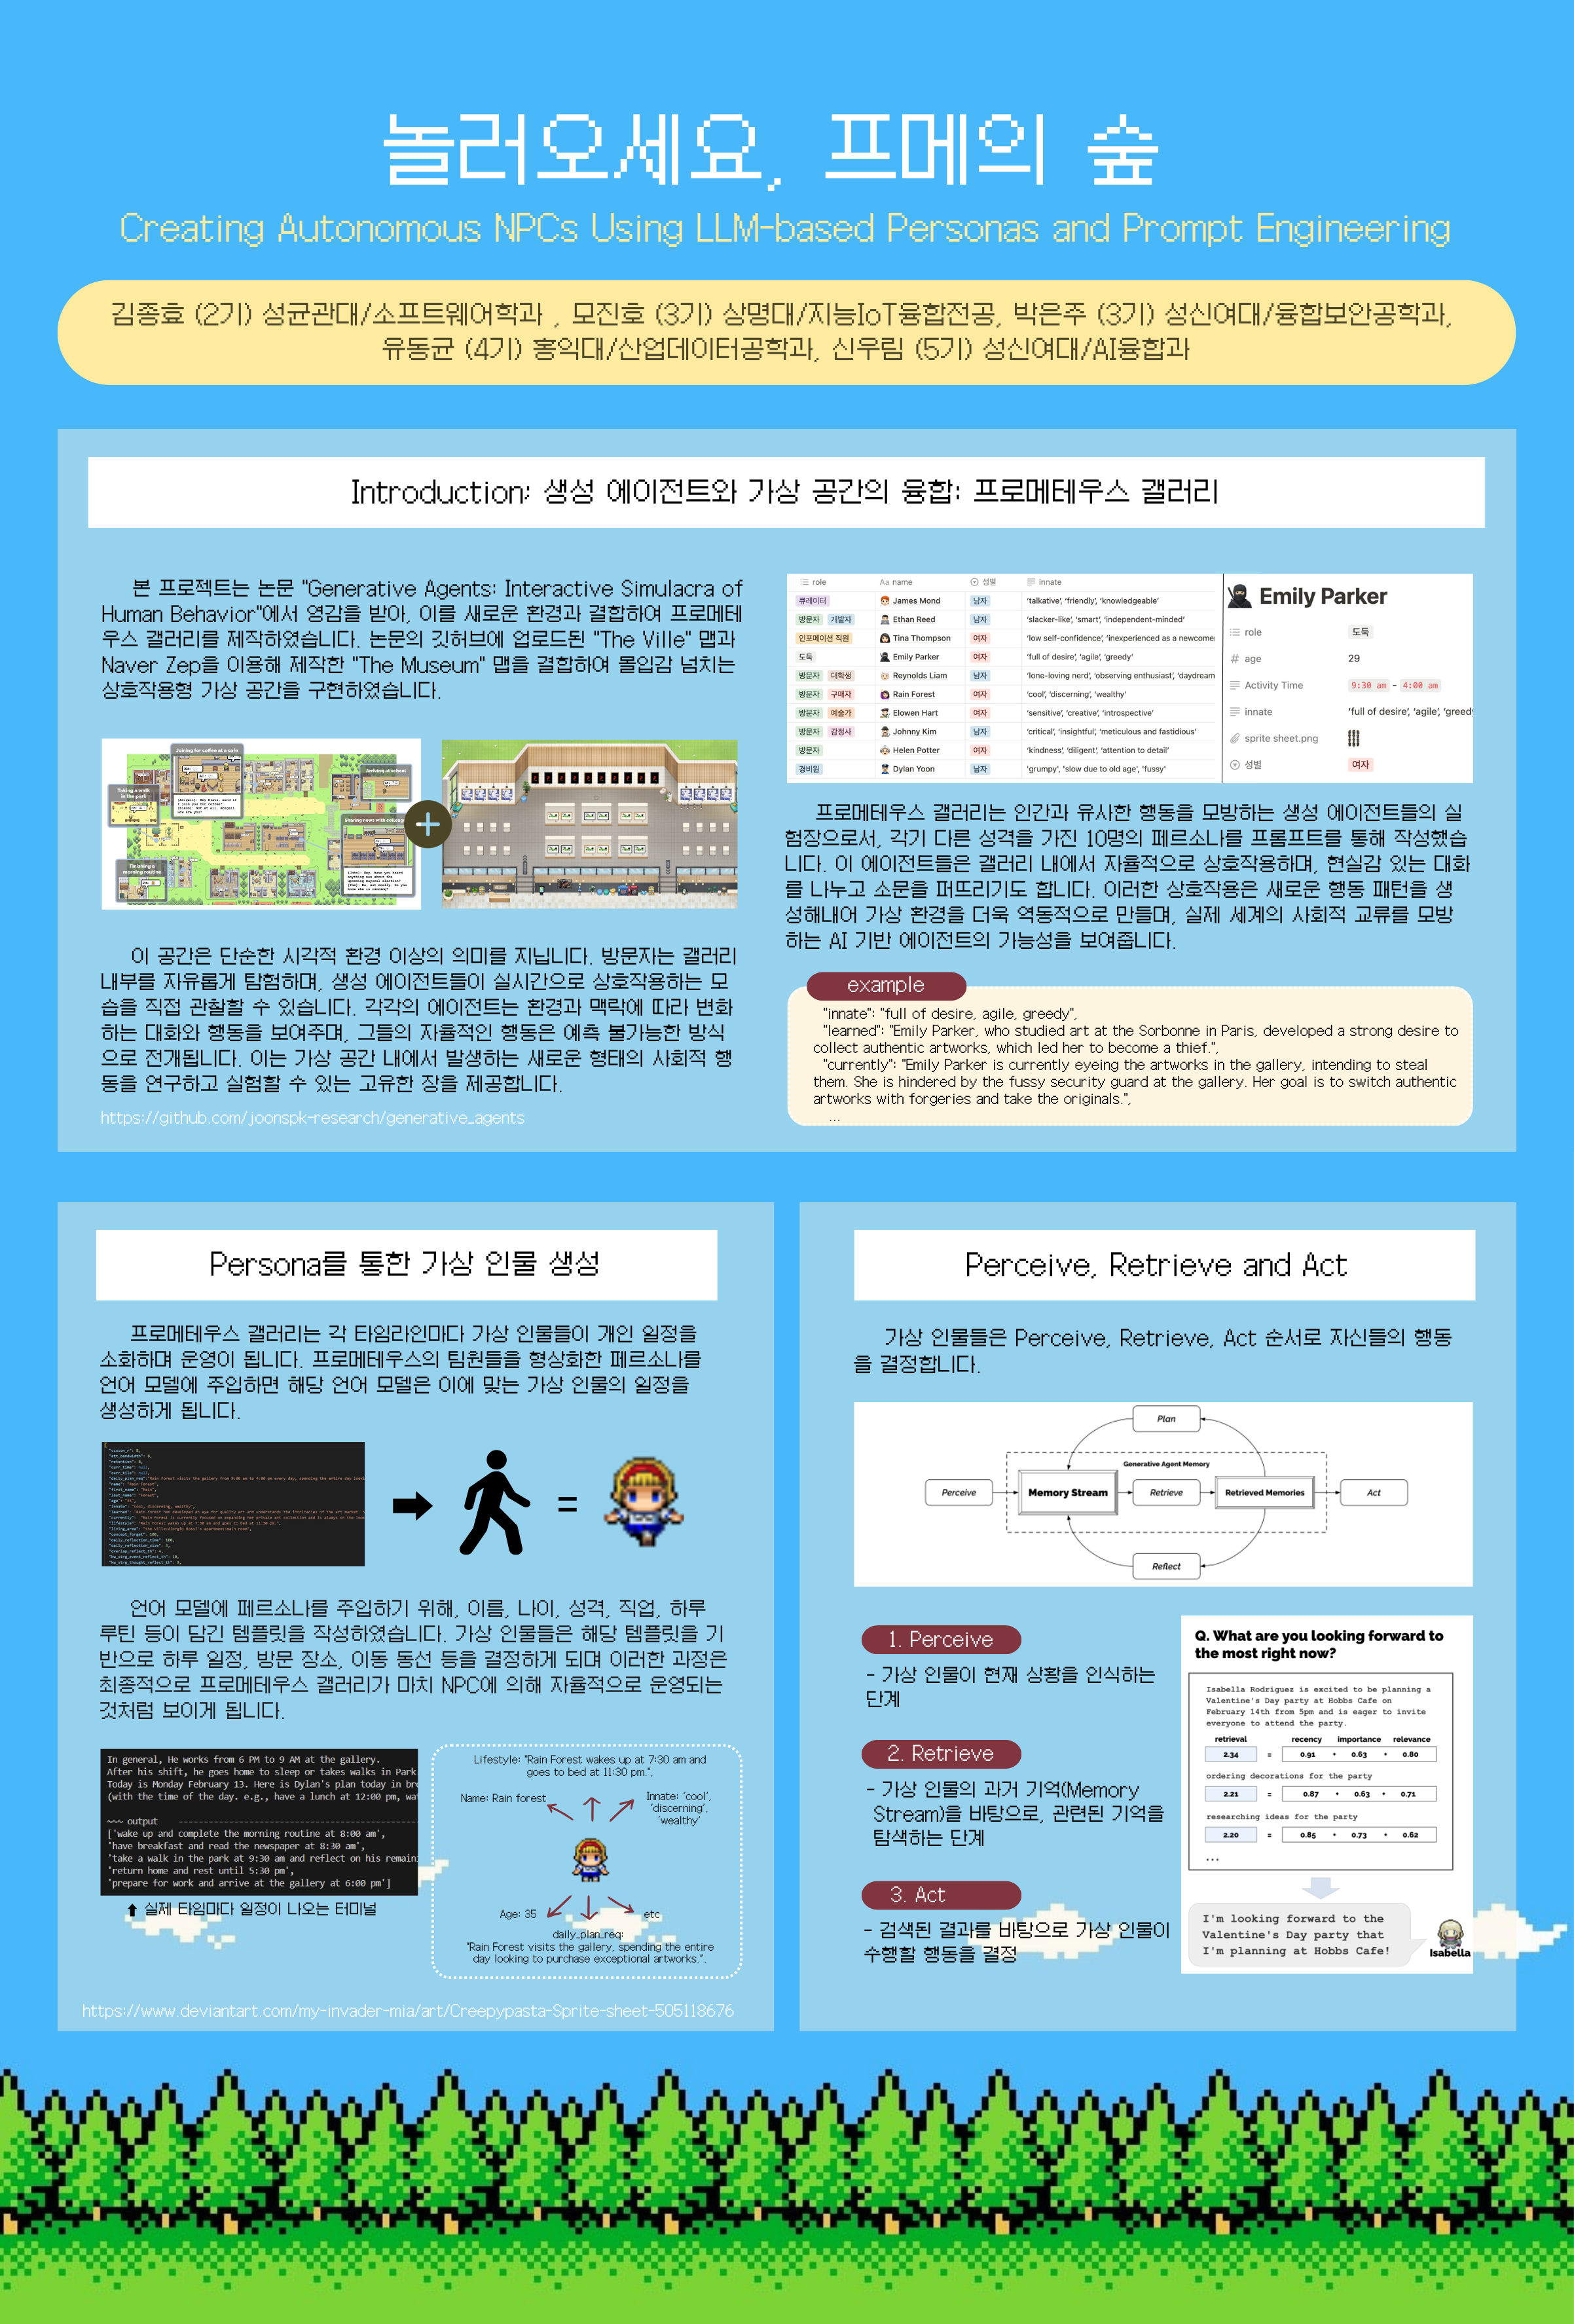 놀러오세요, 프메의 숲
Creating Autonomous NPCs Using LLM-based Personas and Prompt Engineering
김종효 (2기) 성균관대/소프트웨어학과 , 모진호 (3기) 상명대/지능IoT융합전공, 박은주 (3기) 성신여대/융합보안공학과,
유동균 (4기) 홍익대/산업데이터공학과, 신우림 (5기) 성신여대/AI융합과
Introduction: 생성 에이전트와 가상 공간의 융합: 프로메테우스 갤러리
본 프로젝트는 논문 "Generative Agents: Interactive Simulacra of
Human Behavior"에서 영감을 받아, 이를 새로운 환경과 결합하여 프로메테
우스 갤러리를 제작하였습니다. 논문의 깃허브에 업로드된 "The Ville" 맵과
Naver Zep을 이용해 제작한 "The Museum" 맵을 결합하여 몰입감 넘치는
상호작용형 가상 공간을 구현하였습니다.
Joining for coffee at a cafe
Arriving at school
Taking a walk
in the park
Sharing news with colleag
Finishing a
morning routine
이 공간은 단순한 시각적 환경 이상의 의미를 지닙니다. 방문자는 갤러리
내부를 자유롭게 탐험하며, 생성 에이전트들이 실시간으로 상호작용하는 모
습을 직접 관찰할 수 있습니다. 각각의 에이전트는 환경과 맥락에 따라 변화
하는 대화와 행동을 보여주며, 그들의 자율적인 행동은 예측 불가능한 방식
으로 전개됩니다. 이는 가상 공간 내에서 발생하는 새로운 형태의 사회적 행
동을 연구하고 실험할 수 있는 고유한 장을 제공합니다.
https://github.com/joonspk-research/generative_agents
role Aa name 성별 innate
큐레이터 James Mond 남자 'talkative', 'friendly', 'knowledgeable'
방문자 개발자 Ethan Reed 남자 'slacker-like', 'smart', 'independent-minded'
인포메이션 직원 Tina Thompson 여자 'low self-confidence', 'inexperienced as a newcomer
도둑 Emily Parker 여자 'full of desire', 'agile', 'greedy'
방문자 대학생 Reynolds Liam 남자 'lone-loving nerd', 'observing enthusiast', 'daydream
방문자 구매자 Rain Forest 여자 'cool', 'discerning', 'wealthy'
방문자 예술가 Elowen Hart 여자 'sensitive', 'creative', 'introspective'
방문자 감정사 Johnny Kim 남자 'critical', 'insightful', 'meticulous and fastidious'
방문자 Helen Potter 여자 'kindness', 'diligent', 'attention to detail'
경비원 Dylan Yoon 남자 'grumpy', 'slow due to old age', 'fussy'
Emily Parker
role 도둑
# age 29
Activity Time 9:30 am - 4:00 am
innate 'full of desire', 'agile', 'greedy
sprite sheet.png
성별 여자
프로메테우스 갤러리는 인간과 유사한 행동을 모방하는 생성 에이전트들의 실
험장으로서, 각기 다른 성격을 가진 10명의 페르소나를 프롬프트를 통해 작성했습
니다. 이 에이전트들은 갤러리 내에서 자율적으로 상호작용하며, 현실감 있는 대화
를 나누고 소문을 퍼뜨리기도 합니다. 이러한 상호작용은 새로운 행동 패턴을 생
성해내어 가상 환경을 더욱 역동적으로 만들며, 실제 세계의 사회적 교류를 모방
하는 AI 기반 에이전트의 가능성을 보여줍니다.
example
"innate": "full of desire, agile, greedy",
"learned": "Emily Parker, who studied art at the Sorbonne in Paris, developed a strong desire to
collect authentic artworks, which led her to become a thief.",
"currently": "Emily Parker is currently eyeing the artworks in the gallery, intending to steal
them. She is hindered by the fussy security guard at the gallery. Her goal is to switch authentic
artworks with forgeries and take the originals.",
...
Persona를 통한 가상 인물 생성
프로메테우스 갤러리는 각 타임라인마다 가상 인물들이 개인 일정을
소화하며 운영이 됩니다. 프로메테우스의 팀원들을 형상화한 페르소나를
언어 모델에 주입하면 해당 언어 모델은 이에 맞는 가상 인물의 일정을
생성하게 됩니다.
=
언어 모델에 페르소나를 주입하기 위해, 이름, 나이, 성격, 직업, 하루
루틴 등이 담긴 템플릿을 작성하였습니다. 가상 인물들은 해당 템플릿을 기
반으로 하루 일정, 방문 장소, 이동 동선 등을 결정하게 되며 이러한 과정은
최종적으로 프로메테우스 갤러리가 마치 NPC에 의해 자율적으로 운영되는
것처럼 보이게 됩니다.
In general, He works from 6 PM to 9 AM at the gallery.
After his shift, he goes home to sleep or takes walks in Park
Today is Monday February 13. Here is Dylan's plan today in bro
(with the time of the day. e.g., have a lunch at 12:00 pm, wat
~~~ output ----------
['wake up and complete the morning routine at 8:00 am',
'have breakfast and read the newspaper at 8:30 am',
'take a walk in the park at 9:30 am and reflect on his remain
'return home and rest until 5:30 pm',
'prepare for work and arrive at the gallery at 6:00 pm']
⬆ 실제 타임마다 일정이 나오는 터미널
Lifestyle: "Rain Forest wakes up at 7:30 am and
goes to bed at 11:30 pm.",
Name: Rain forest
Innate: 'cool',
'discerning',
'wealthy'
Age: 35
etc
daily_plan_req:
"Rain Forest visits the gallery, spending the entire
day looking to purchase exceptional artworks.",
https://www.deviantart.com/my-invader-mia/art/Creepypasta-Sprite-sheet-505118676
Perceive, Retrieve and Act
가상 인물들은 Perceive, Retrieve, Act 순서로 자신들의 행동
을 결정합니다.
Plan
Generative Agent Memory
Perceive Memory Stream Retrieve Retrieved Memories Act
Reflect
1. Perceive
- 가상 인물이 현재 상황을 인식하는
단계
2. Retrieve
- 가상 인물의 과거 기억(Memory
Stream)을 바탕으로, 관련된 기억을
탐색하는 단계
3. Act
- 검색된 결과를 바탕으로 가상 인물이
수행할 행동을 결정
Q. What are you looking forward to
the most right now?
Isabella Rodriguez is excited to be planning a
Valentine's Day party at Hobbs Cafe on
February 14th from 5pm and is eager to invite
everyone to attend the party.
retrieval recency importance relevance
2.34 = 0.91 • 0.63 • 0.80
ordering decorations for the party
2.21 = 0.87 • 0.63 • 0.71
researching ideas for the party
2.20 = 0.85 • 0.73 • 0.62
...
I'm looking forward to the
Valentine's Day party that
I'm planning at Hobbs Cafe!
Isabella